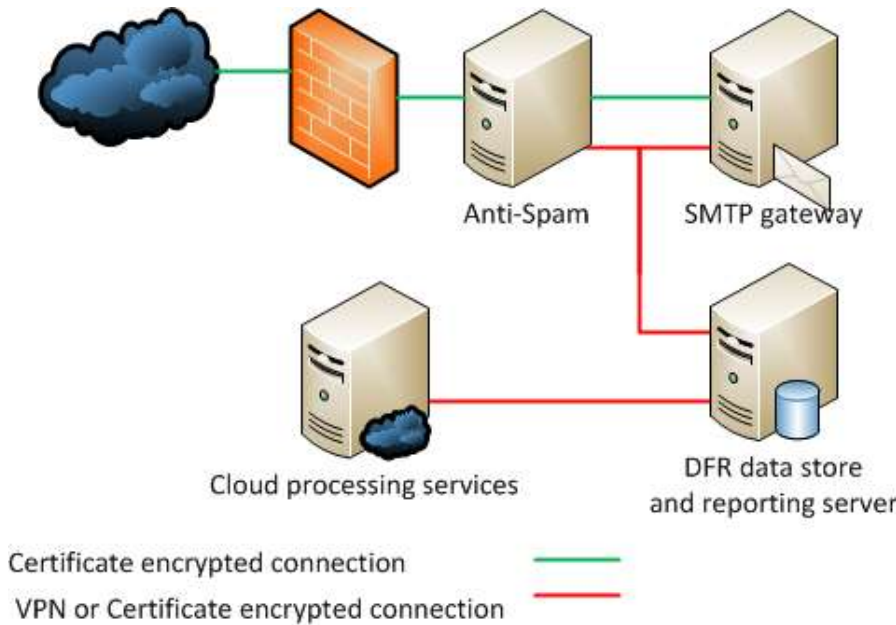 Anti-Spam
SMTP gateway
Cloud processing services
DFR data store
and reporting server
Certificate encrypted connection
VPN or Certificate encrypted connection